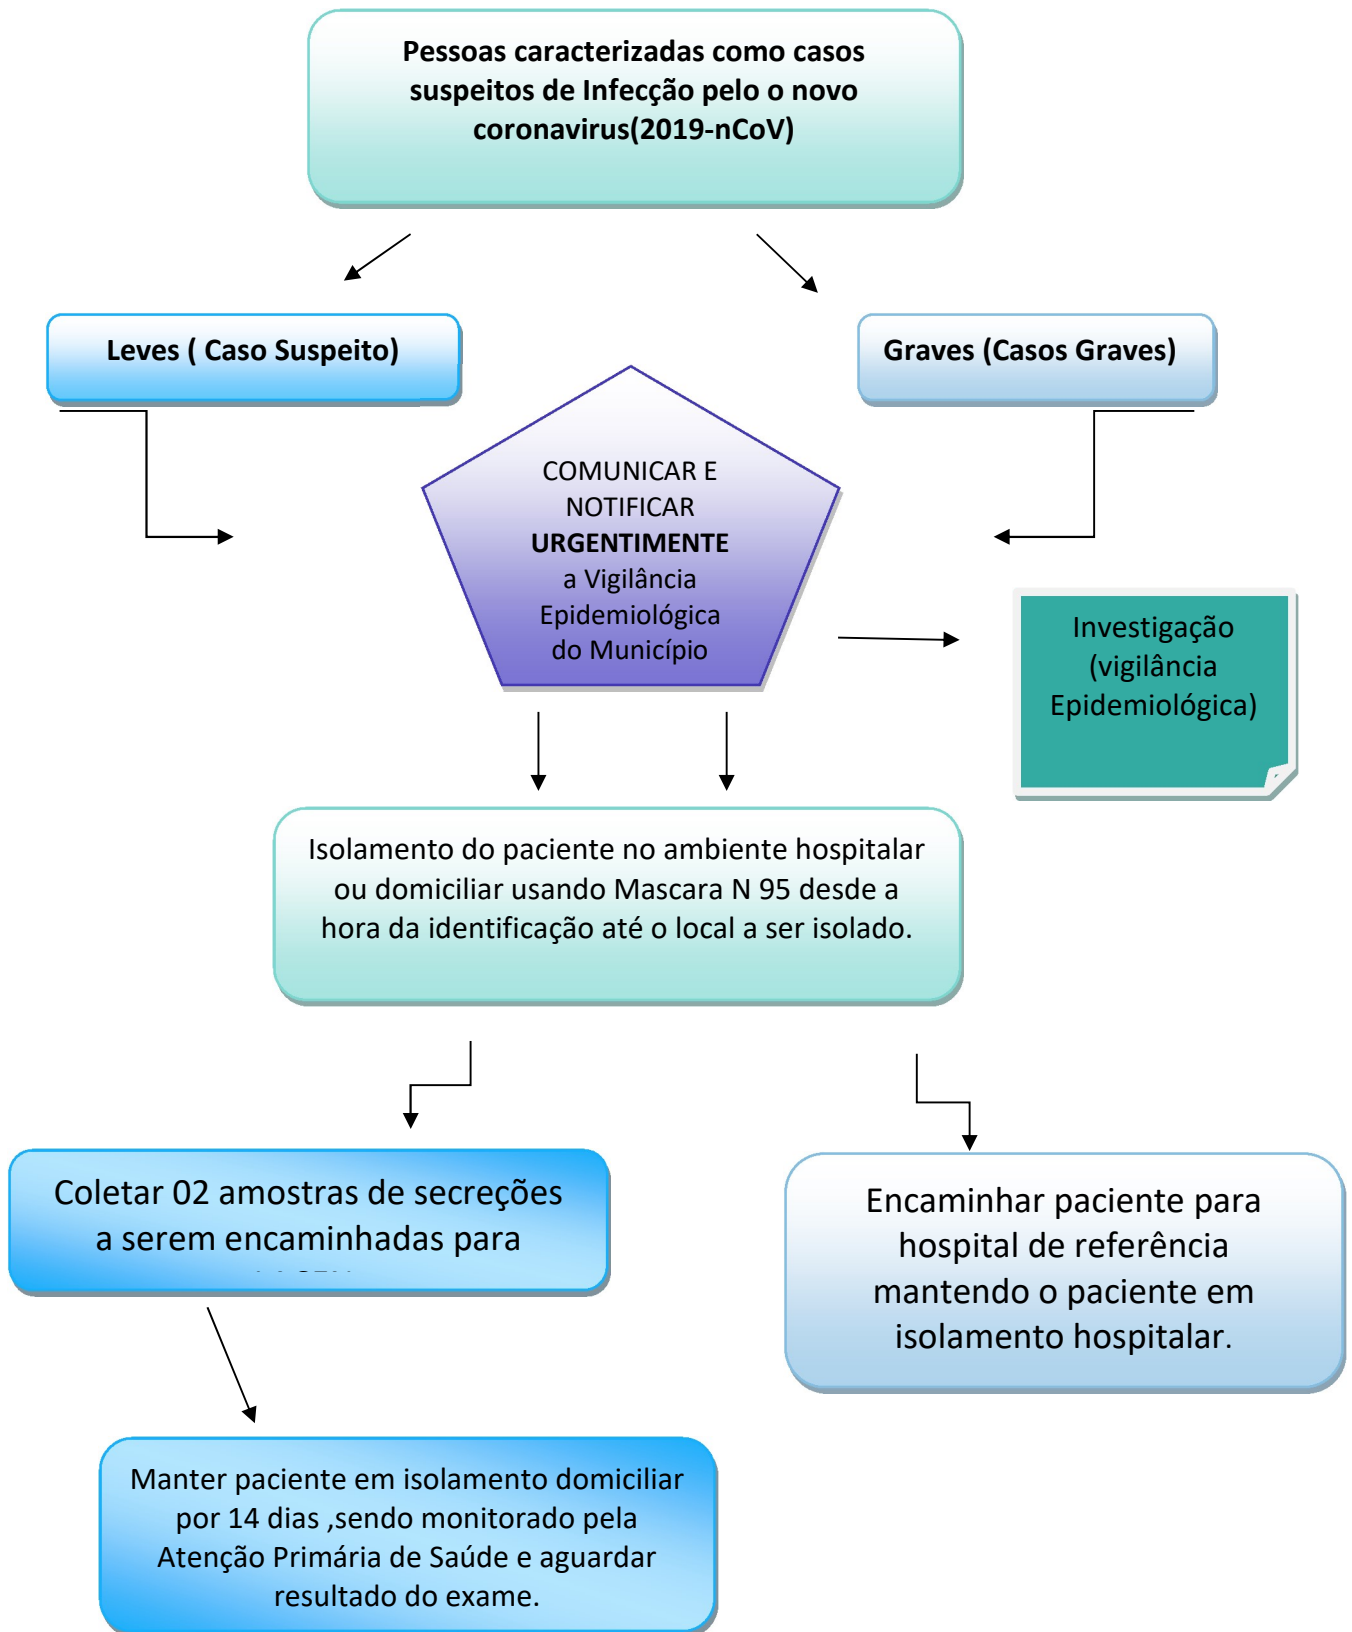 Pessoas caracterizadas como casos
suspeitos de Infecção pelo o novo
coronavirus(2019-nCoV)
Leves ( Caso Suspeito)
Graves (Casos Graves)
COMUNICAR E
NOTIFICAR
URGENTIMENTE
a Vigilância
Epidemiológica
do Município
Investigação
(vigilância
Epidemiológica)
Isolamento do paciente no ambiente hospitalar
ou domiciliar usando Mascara N 95 desde a
hora da identificação até o local a ser isolado.
Coletar 02 amostras de secreções
a serem encaminhadas para
Encaminhar paciente para
hospital de referência
mantendo o paciente em
isolamento hospitalar.
Manter paciente em isolamento domiciliar
por 14 dias ,sendo monitorado pela
Atenção Primária de Saúde e aguardar
resultado do exame.